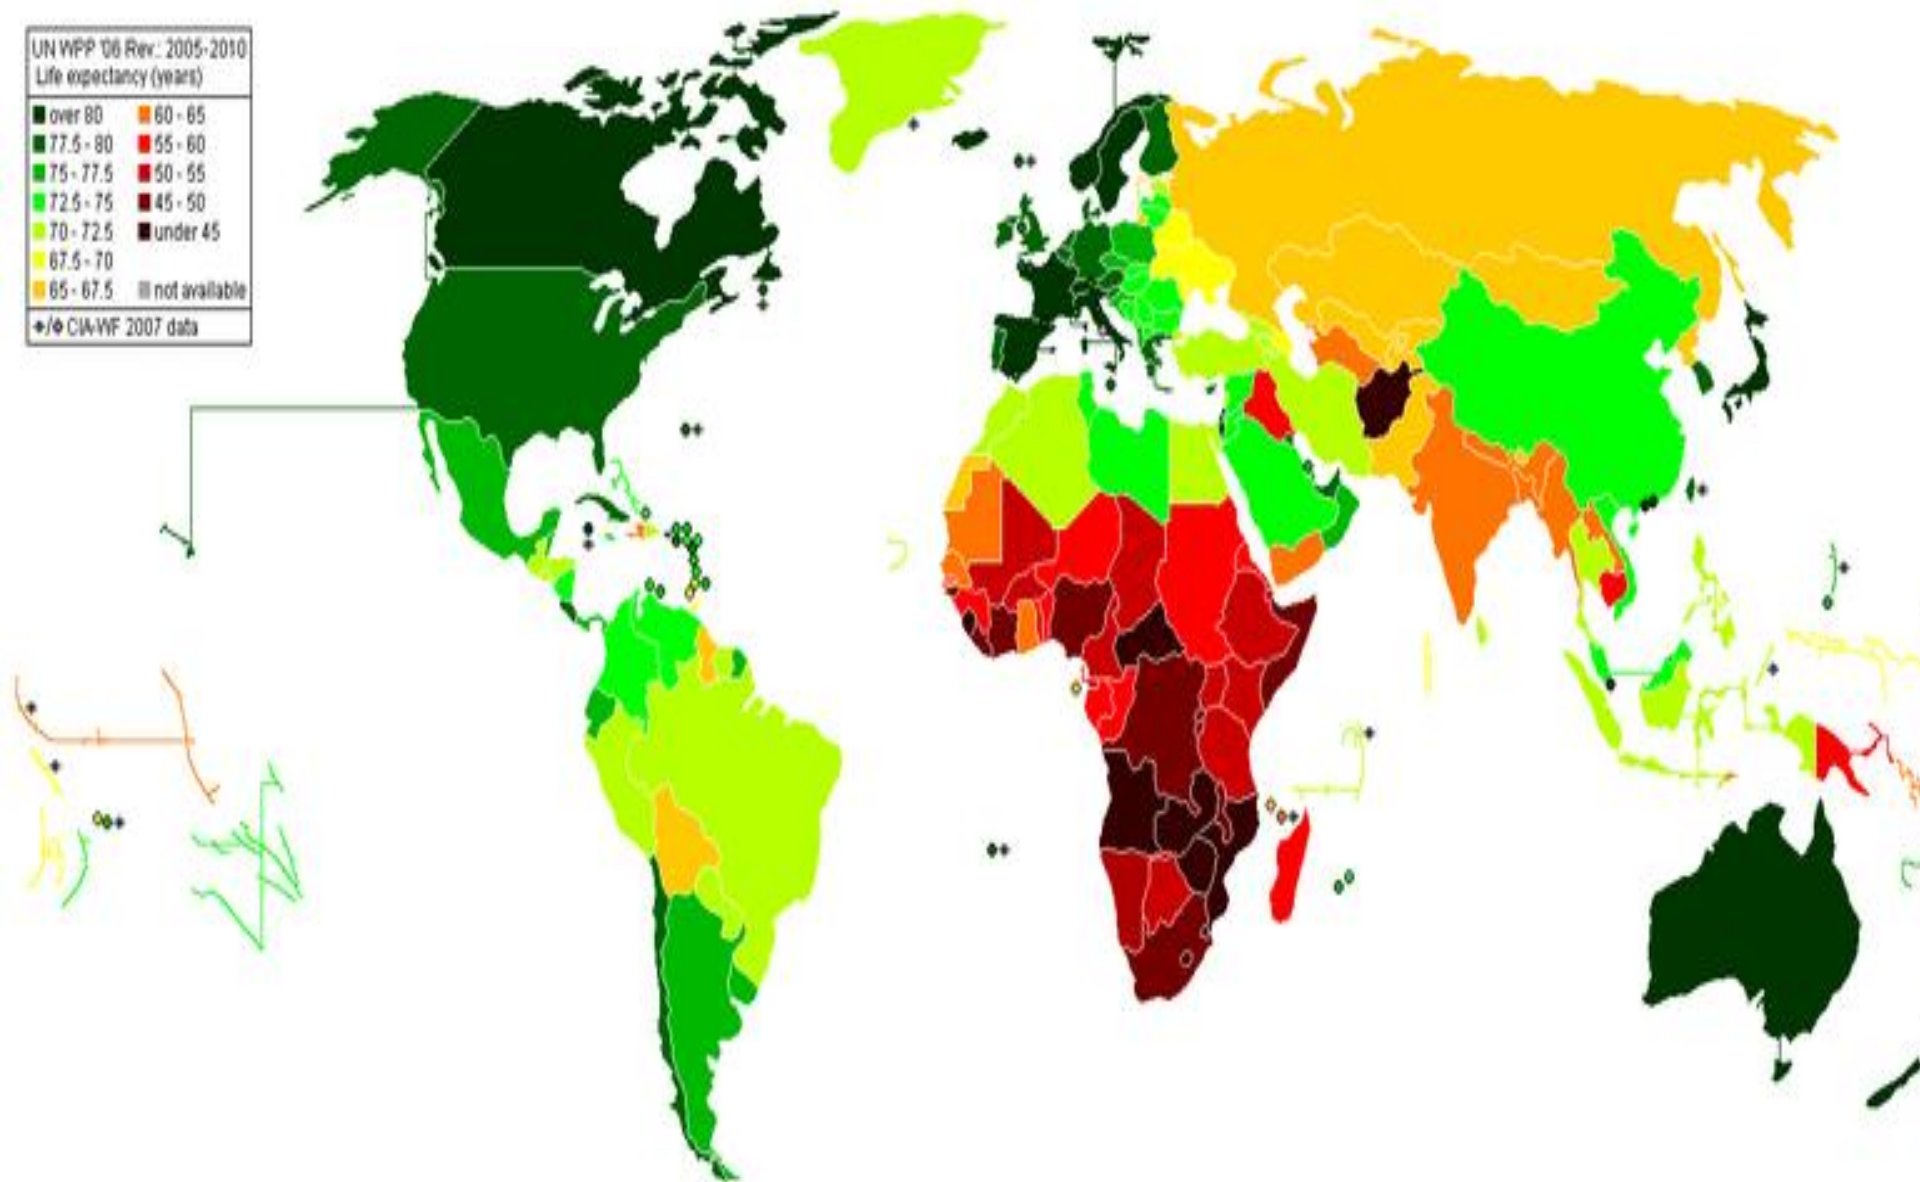 UN WPP '06 Rev.: 2005-2010
Life expectancy (years)
over 80
77.5 - 80
75 - 77.5
72.5 - 75
70 - 72.5
67.5 - 70
65 - 67.5
60 - 65
55 - 60
50 - 55
45 - 50
under 45
not available
/ CIA-WF 2007 data